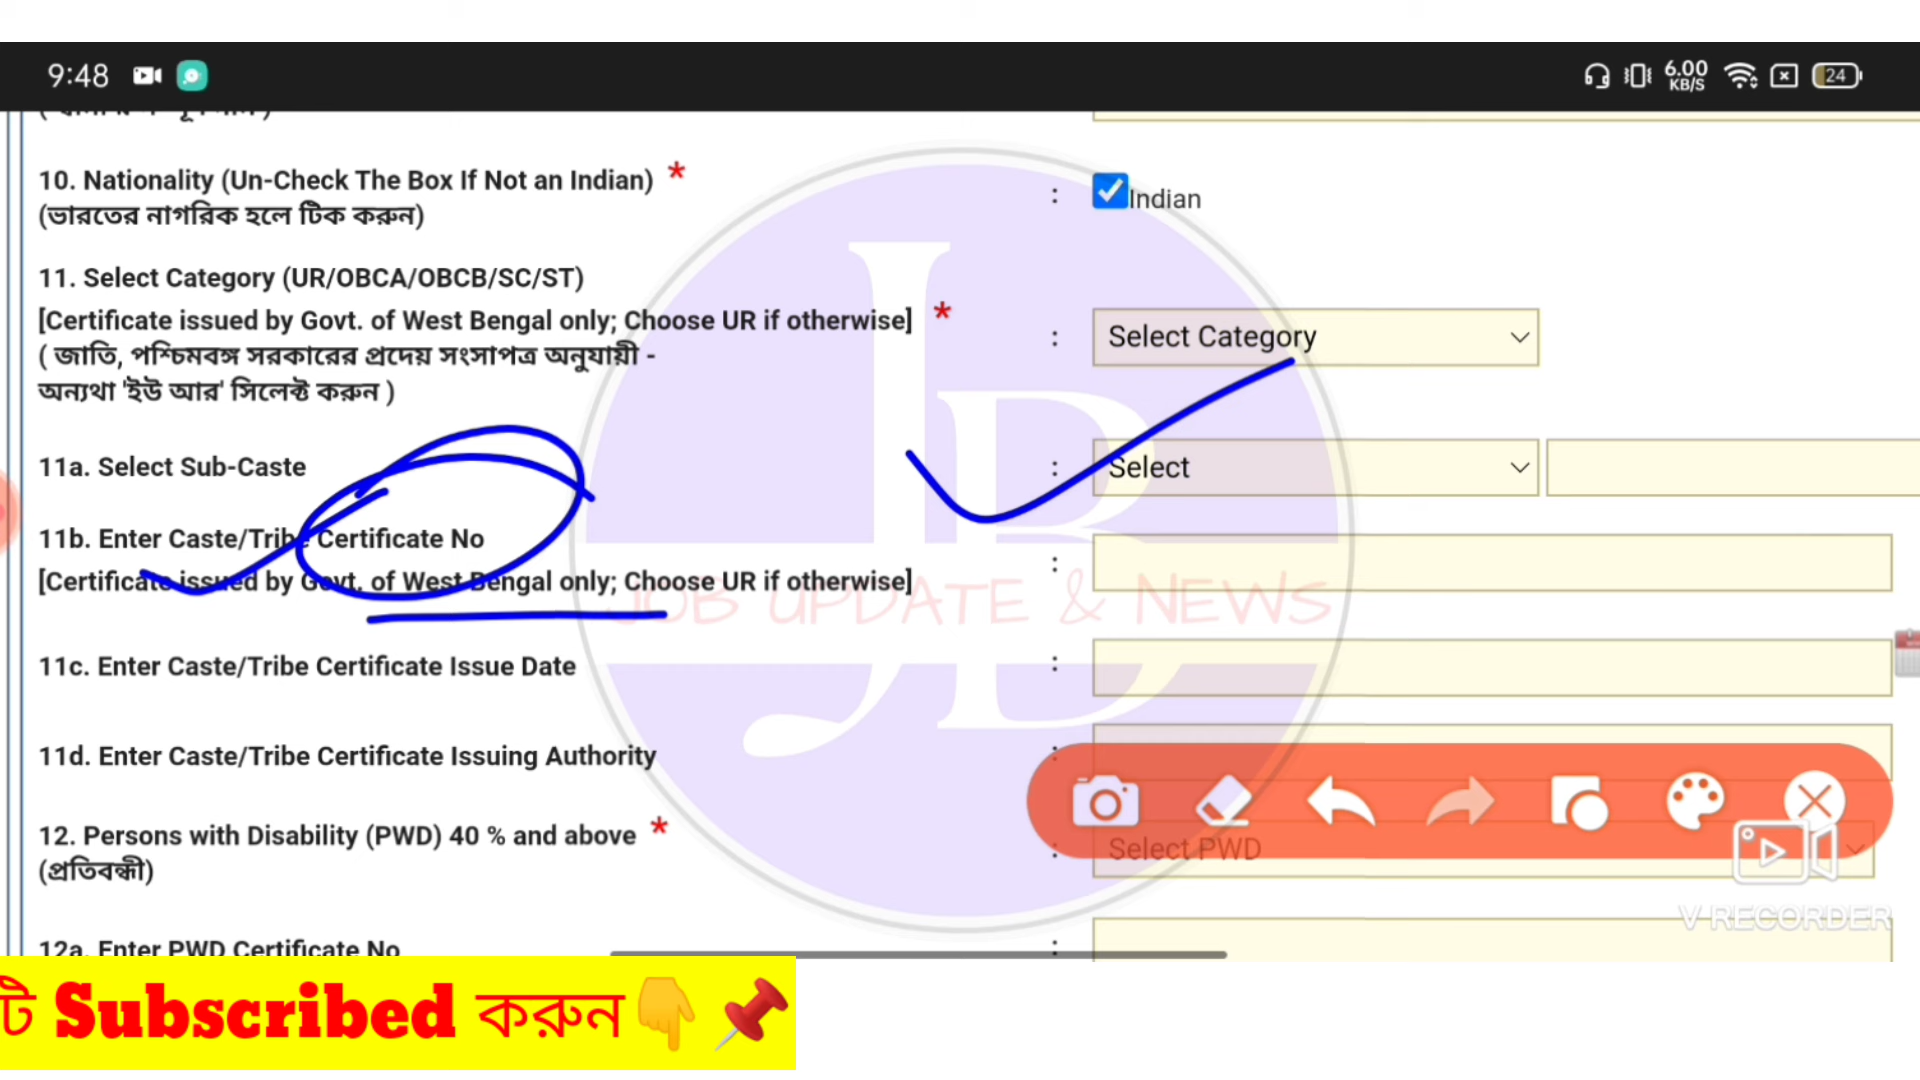 9:48
6.00
KB/S
24
10. Nationality (Un-Check The Box If Not an Indian) *
(ভারতের নাগরিক হলে টিক করুন)
:
Indian
11. Select Category (UR/OBCA/OBCB/SC/ST)
[Certificate issued by Govt. of West Bengal only; Choose UR if otherwise] *
( জাতি, পশ্চিমবঙ্গ সরকারের প্রদেয় সংসাপত্র অনুযায়ী -
অন্যথা 'ইউ আর' সিলেক্ট করুন )
:
Select Category
11a. Select Sub-Caste
:
Select
11b. Enter Caste/Tribe Certificate No
[Certificate issued by Govt. of West Bengal only; Choose UR if otherwise]
:
JOB UPDATE & NEWS
11c. Enter Caste/Tribe Certificate Issue Date
:
11d. Enter Caste/Tribe Certificate Issuing Authority
:
12. Persons with Disability (PWD) 40 % and above *
(প্রতিবন্ধী)
:
Select PWD
V RECORDER
12a. Enter PWD Certificate No
:
টি Subscribed করুন